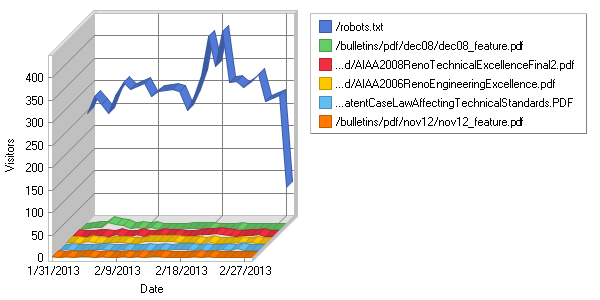 /robots.txt
/bulletins/pdf/dec08/dec08_feature.pdf
...d/AIAA2008RenoTechnicalExcellenceFinal2.pdf
...d/AIAA2006RenoEngineeringExcellence.pdf
...atentCaseLawAffectingTechnicalStandards.PDF
/bulletins/pdf/nov12/nov12_feature.pdf
Visitors
400
350
300
250
200
150
100
50
0
1/31/2013 2/9/2013 2/18/2013 2/27/2013
Date